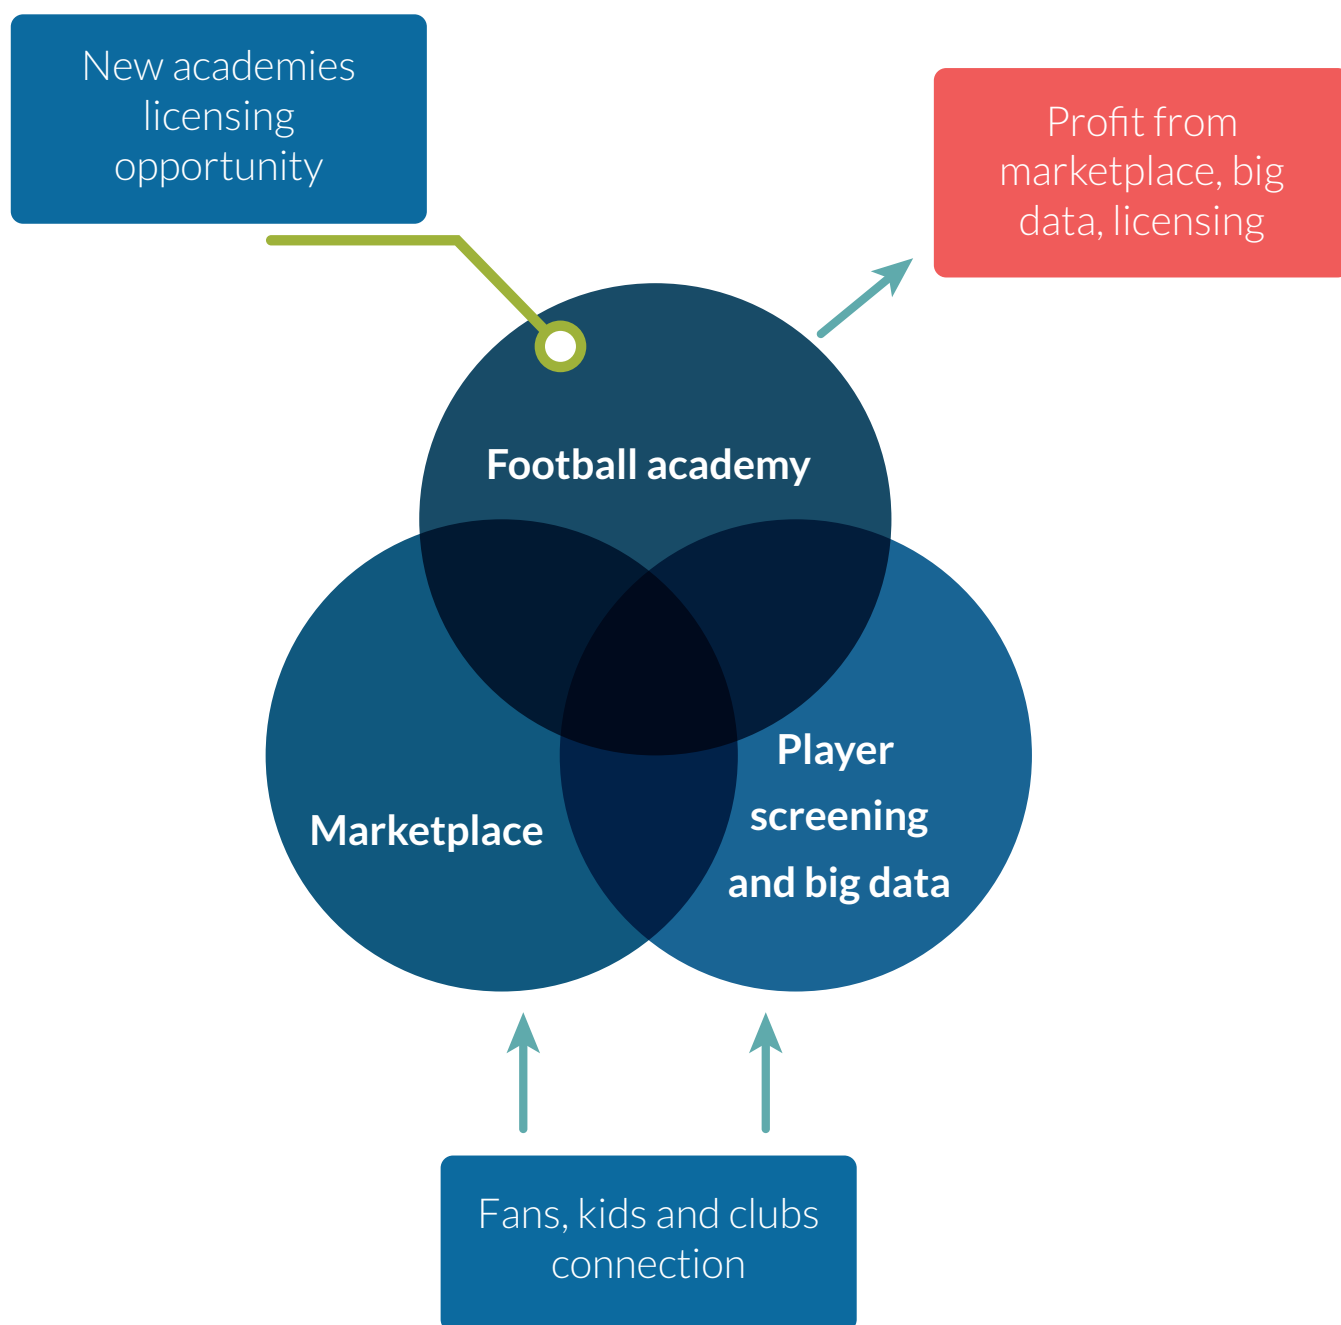 New academies
licensing
opportunity
Profit from
marketplace, big
data, licensing
Football academy
Marketplace
Player
screening
and big data
Fans, kids and clubs
connection